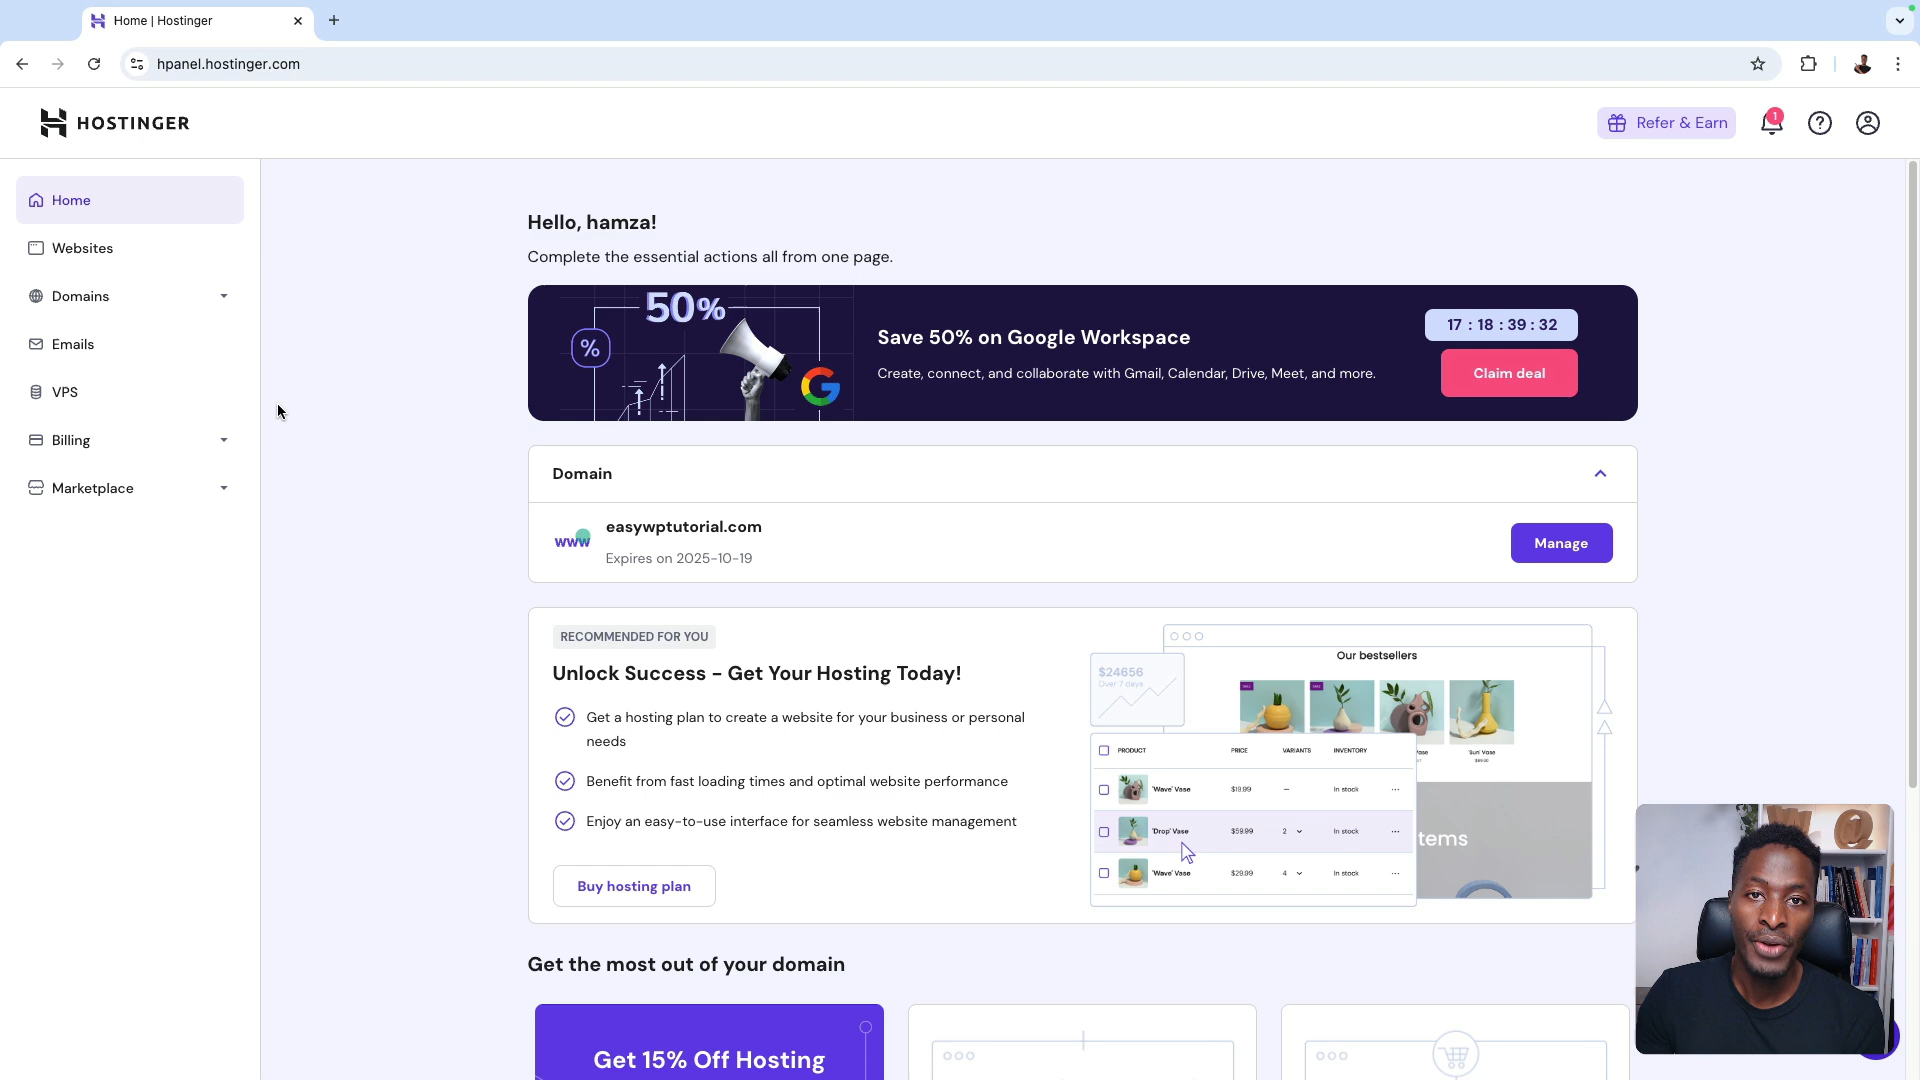 Home | Hostinger
hpanel.hostinger.com
HOSTINGER
Refer & Earn
1
Home
Websites
Domains
Emails
VPS
Billing
Marketplace
Hello, hamza!
Complete the essential actions all from one page.
50%
%
Save 50% on Google Workspace
Create, connect, and collaborate with Gmail, Calendar, Drive, Meet, and more.
17 : 18 : 39 : 32
Claim deal
Domain
www
easywptutorial.com
Expires on 2025-10-19
Manage
RECOMMENDED FOR YOU
Unlock Success - Get Your Hosting Today!
Get a hosting plan to create a website for your business or personal
needs
Benefit from fast loading times and optimal website performance
Enjoy an easy-to-use interface for seamless website management
Buy hosting plan
Our bestsellers
$24656
Over 7 days
'Sun' Vase
PRODUCT PRICE VARIANTS INVENTORY
'Wave' Vase $19.99 – In stock
'Drop' Vase $59.99 2 In stock
'Wave' Vase $29.99 4 In stock
tems
Get the most out of your domain
Get 15% Off Hosting